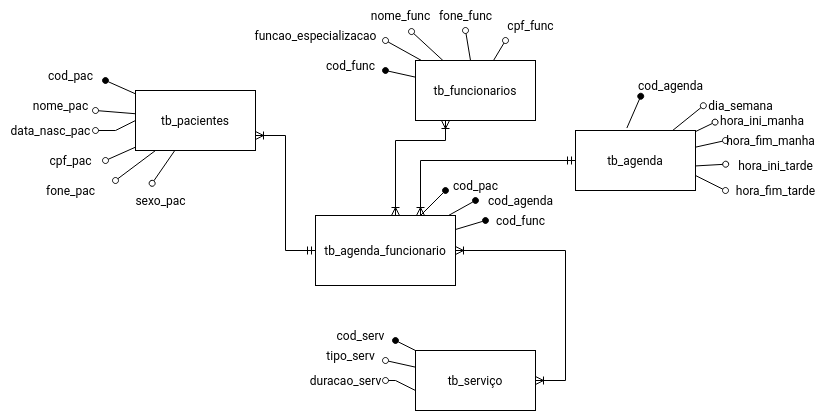 nome_func
fone_func
cpf_func
funcao_especializacao
cod_func
tb_funcionarios
cod_pac
nome_pac
data_nasc_pac
cpf_pac
fone_pac
sexo_pac
tb_pacientes
cod_agenda
dia_semana
hora_ini_manha
hora_fim_manha
hora_ini_tarde
hora_fim_tarde
tb_agenda
cod_pac
cod_agenda
cod_func
tb_agenda_funcionario
cod_serv
tipo_serv
duracao_serv
tb_serviço